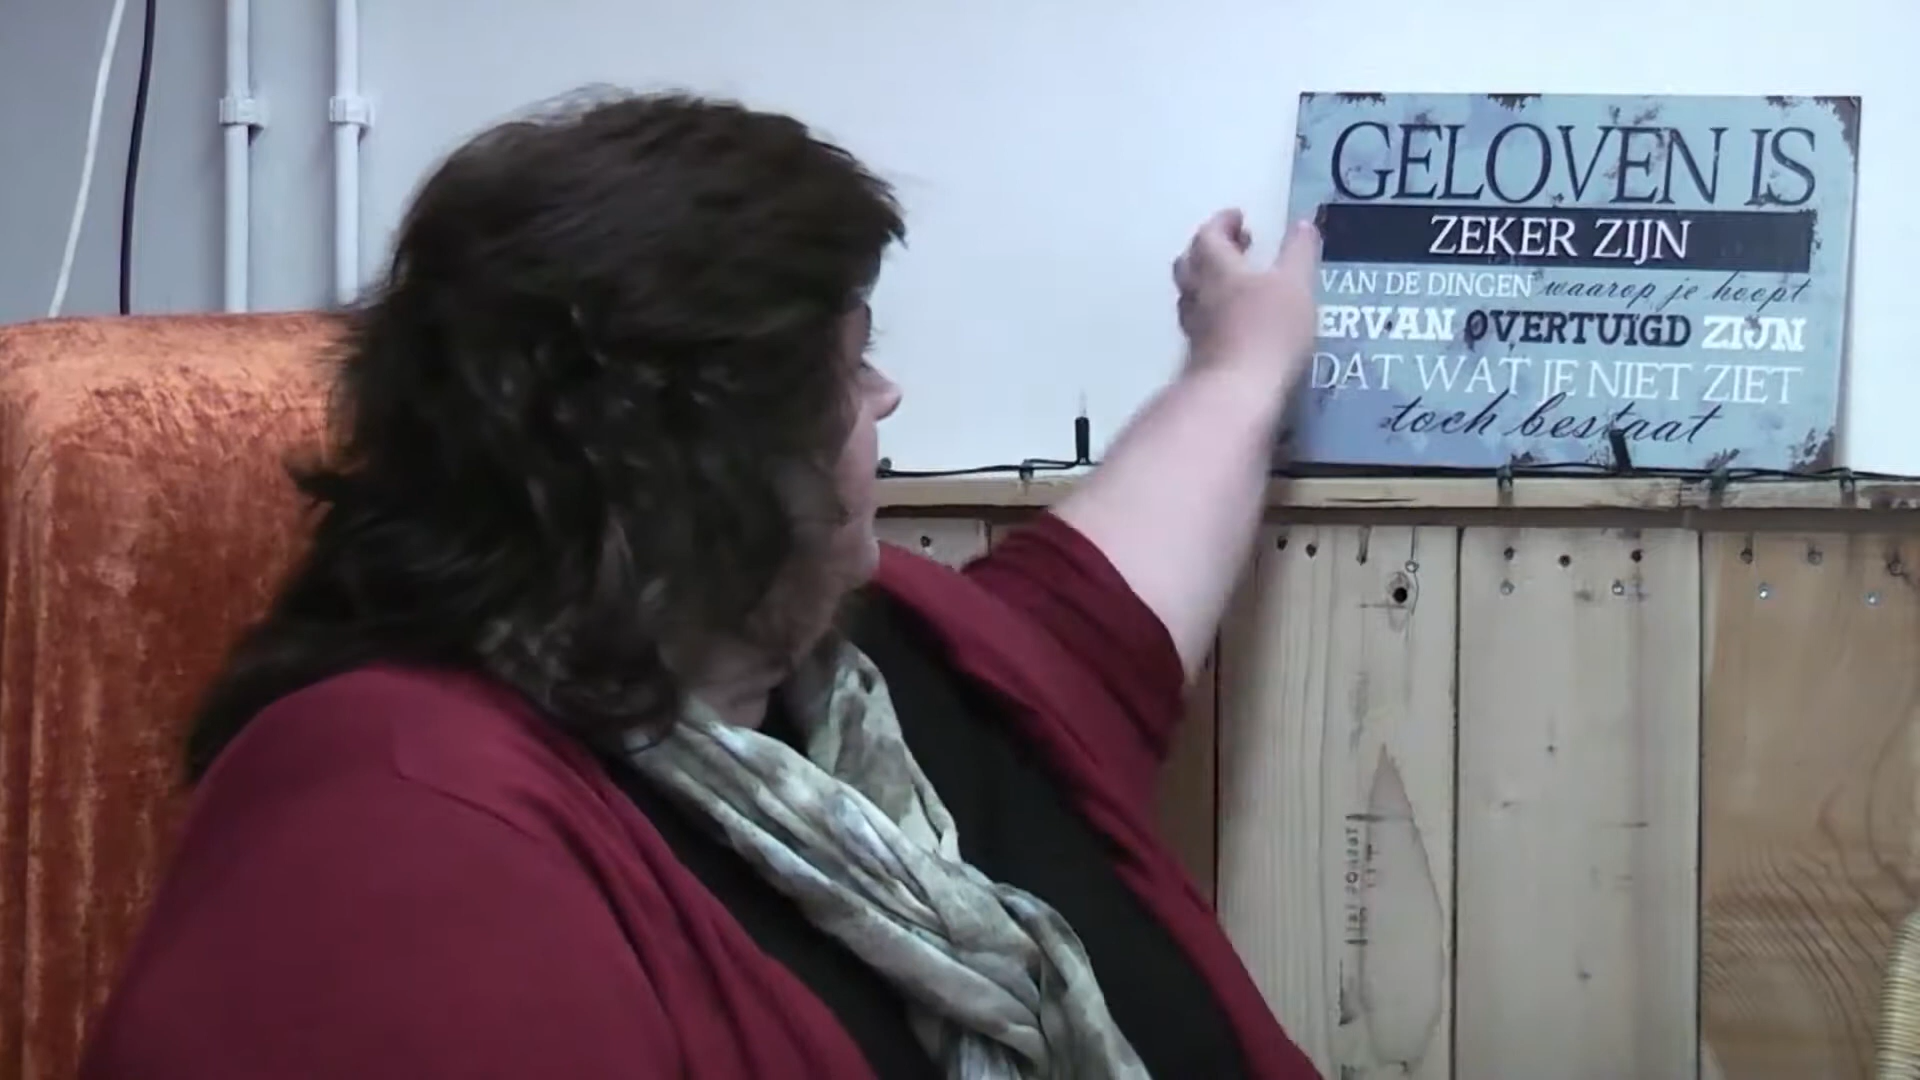 GELOVEN IS
ZEKER ZIJN
VAN DE DINGEN waarop je hoopt
ERVAN OVERTUIGD ZIJN
DAT WAT JE NIET ZIET
toch bestaat